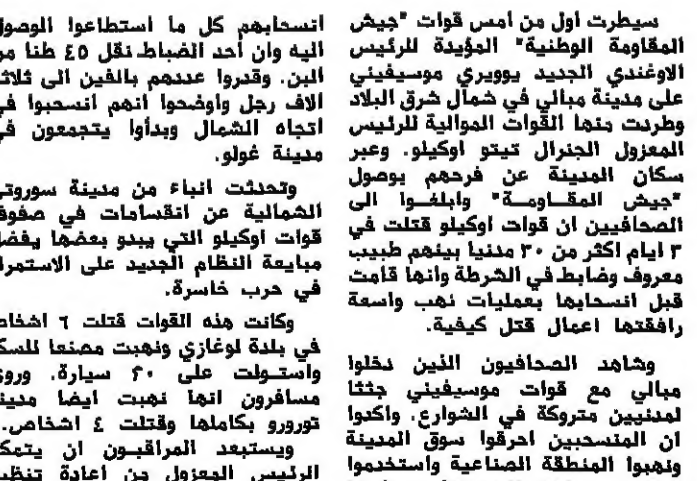 سيطرت أول من أمس قوات "جيش
المقاومة الوطنية" المؤيدة للرئيس
الاوغندي الجديد يوويري موسيفيني
على مدينة مبالي في شمال شرق البلاد
وطردت منها القوات الموالية للرئيس
المعزول الجنرال تيتو اوكيلو. وعبر
سكان المدينة عن فرحهم بوصول
"جيش المقاومة" وابلغوا الى
الصحافيين ان قوات اوكيلو قتلت في
٣ ايام اكثر من ٣٠ مدنيا بينهم طبيب
معروف وضابط في الشرطة وانها قامت
قبل انسحابها بعمليات نهب واسعة
رافقتها اعمال قتل كيفية.
وشاهد الصحافيون الذين دخلوا
مبالي مع قوات موسيفيني جثثا
لمدنيين متروكة في الشوارع. واكدوا
ان المنسحبين احرقوا سوق المدينة
ونهبوا المنطقة الصناعية واستخدموا
انسحابهم كل ما استطاعوا الوصول
اليه وان أحد الضباط نقل ٤٥ طنا من
البن. وقدروا عددهم بالفين الى ثلاثة
الاف رجل واوضحوا انهم انسحبوا في
اتجاه الشمال وبدأوا يتجمعون في
مدينة غولو.
وتحدثت انباء من مدينة سوروتي
الشمالية عن انقسامات في صفوف
قوات اوكيلو التي يبدو بعضها يفضل
مبايعة النظام الجديد على الاستمرار
في حرب خاسرة.
وكانت هذه القوات قتلت ٦ اشخاص
في بلدة لوغازي ونهبت مصنعا للسكر
واستولت على ٢٠ سيارة. وروى
مسافرون انها نهبت ايضا مدينة
تورورو بكاملها وقتلت ٤ اشخاص.
ويستبعد المراقبون ان يتمكن
الرئيس المعزول من اعادة تنظيم